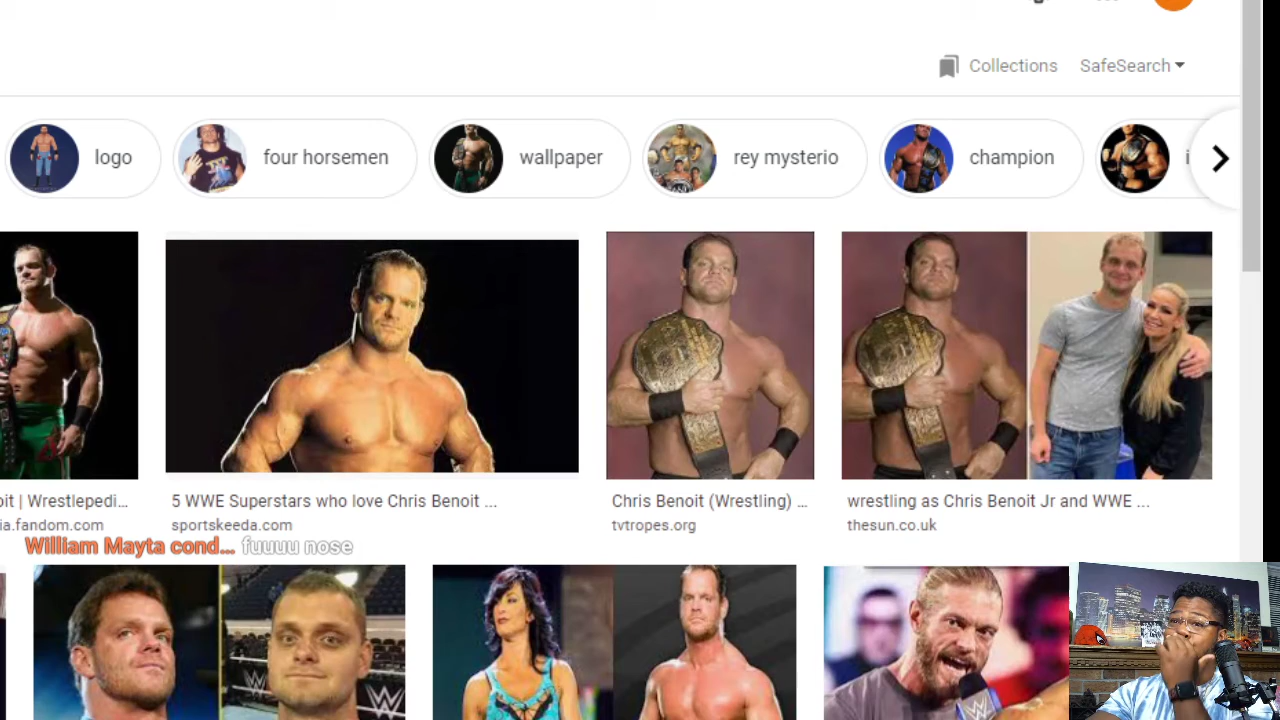 Collections SafeSearch
logo four horsemen wallpaper rey mysterio champion
oit | Wrestlepedi... 5 WWE Superstars who love Chris Benoit ... Chris Benoit (Wrestling) ... wrestling as Chris Benoit Jr and WWE ...
ia.fandom.com sportskeeda.com tvtropes.org thesun.co.uk
William Mayta cond... fuuuu nose